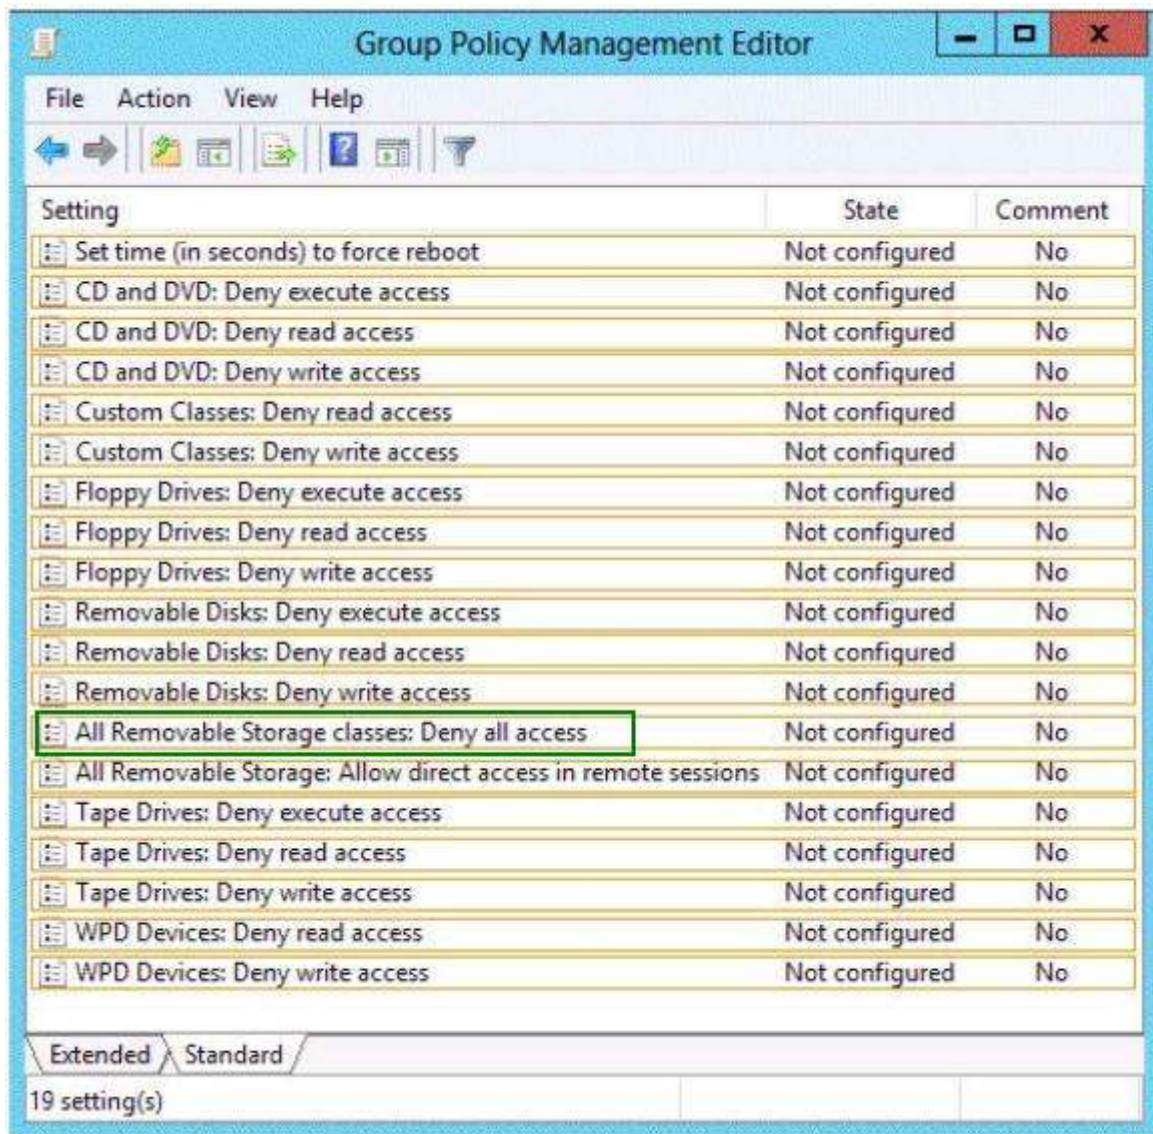 Group Policy Management Editor
File Action View Help
Setting State Comment
Set time (in seconds) to force reboot Not configured No
CD and DVD: Deny execute access Not configured No
CD and DVD: Deny read access Not configured No
CD and DVD: Deny write access Not configured No
Custom Classes: Deny read access Not configured No
Custom Classes: Deny write access Not configured No
Floppy Drives: Deny execute access Not configured No
Floppy Drives: Deny read access Not configured No
Floppy Drives: Deny write access Not configured No
Removable Disks: Deny execute access Not configured No
Removable Disks: Deny read access Not configured No
Removable Disks: Deny write access Not configured No
All Removable Storage classes: Deny all access Not configured No
All Removable Storage: Allow direct access in remote sessions Not configured No
Tape Drives: Deny execute access Not configured No
Tape Drives: Deny read access Not configured No
Tape Drives: Deny write access Not configured No
WPD Devices: Deny read access Not configured No
WPD Devices: Deny write access Not configured No
Extended Standard
19 setting(s)